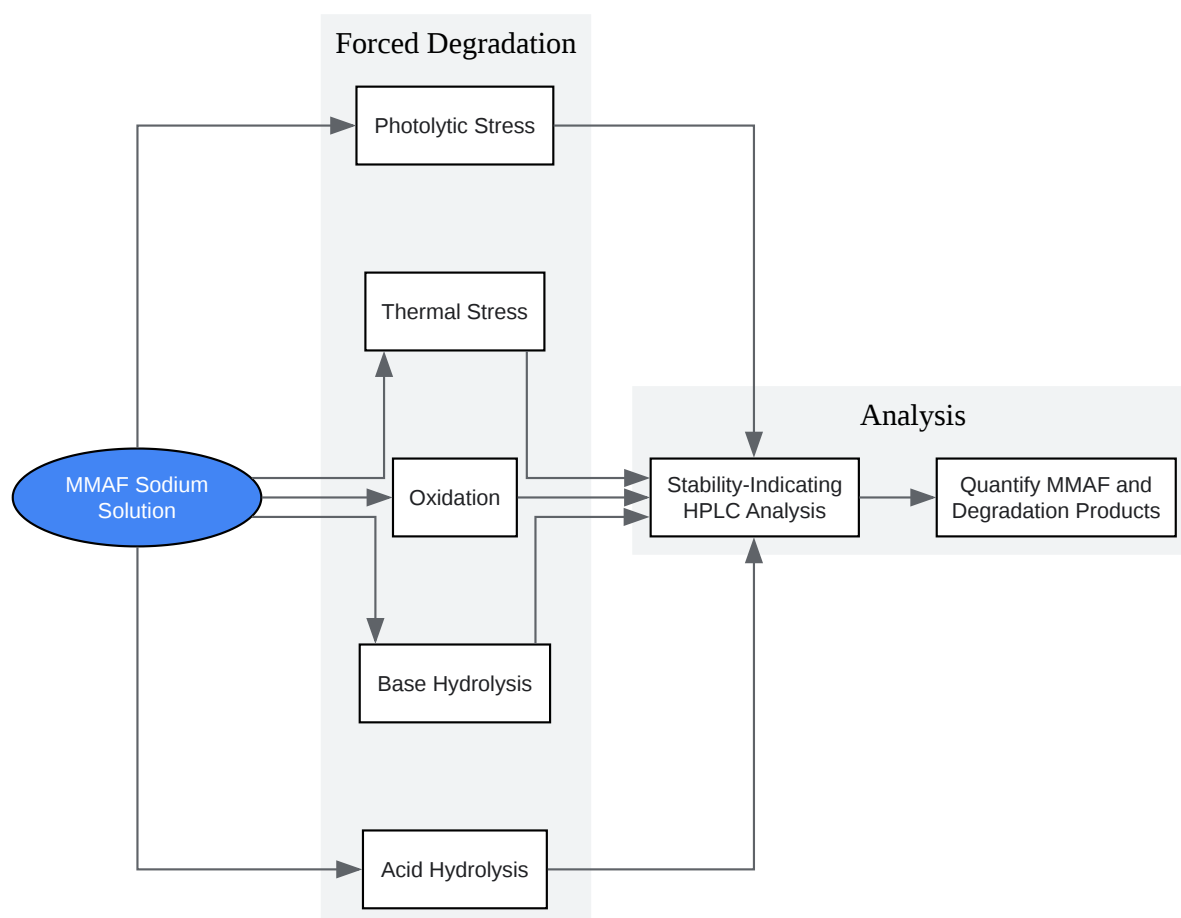 Forced Degradation
Photolytic Stress
Thermal Stress
Analysis
MMAF Sodium
Solution
Oxidation
Stability-Indicating
HPLC Analysis
Quantify MMAF and
Degradation Products
Base Hydrolysis
Acid Hydrolysis